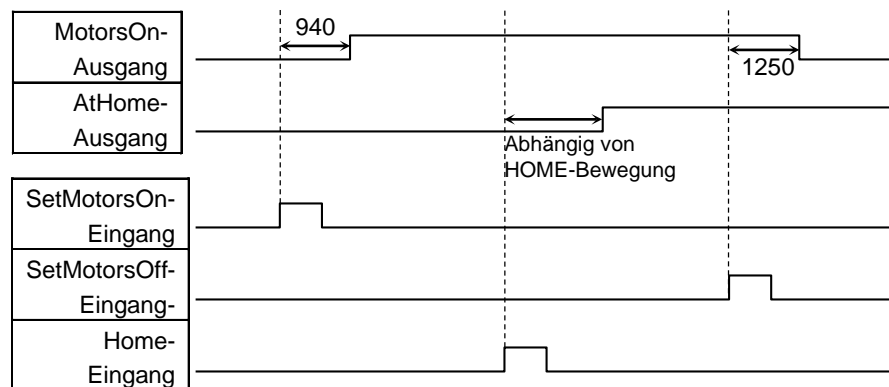 MotorsOn-
Ausgang
940
1250
AtHome-
Ausgang
Abhängig von
HOME-Bewegung
SetMotorsOn-
Eingang
SetMotorsOff-
Eingang-
Home-
Eingang